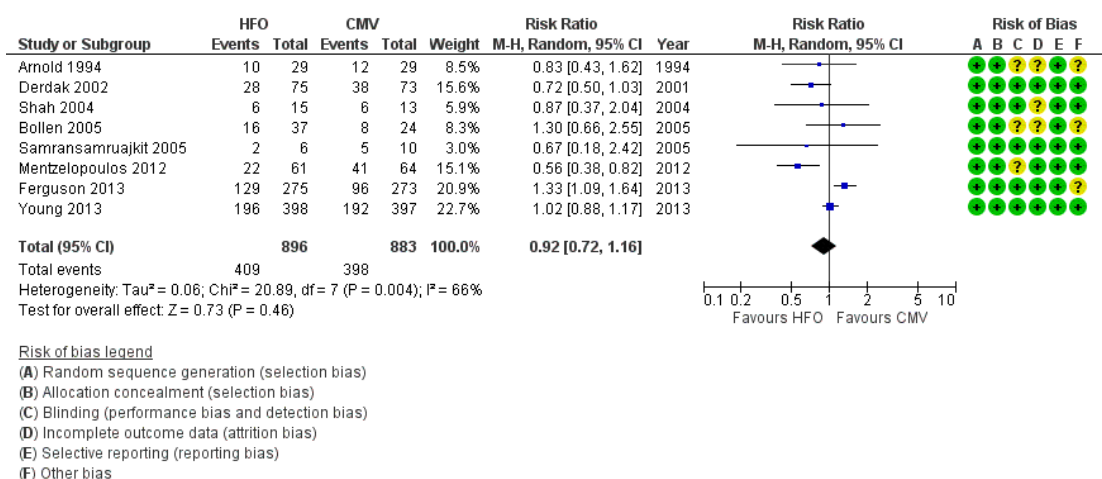 HFO CMV Risk Ratio Risk Ratio Risk of Bias
Study or Subgroup Events Total Events Total Weight M-H, Random, 95% CI Year M-H, Random, 95% CI A B C D E F
Arnold 1994 10 29 12 29 8.5% 0.83 [0.43, 1.62] 1994 + + ? ? + ?
Derdak 2002 28 75 38 73 15.6% 0.72 [0.50, 1.03] 2001 + + + + + +
Shah 2004 6 15 6 13 5.9% 0.87 [0.37, 2.04] 2004 + + + ? + +
Bollen 2005 16 37 8 24 8.3% 1.30 [0.66, 2.55] 2005 + + ? ? + ?
Samransamruajkit 2005 2 6 5 10 3.0% 0.67 [0.18, 2.42] 2005 + + + + + +
Mentzelopoulos 2012 22 61 41 64 15.1% 0.56 [0.38, 0.82] 2012 + + ? + + +
Ferguson 2013 129 275 96 273 20.9% 1.33 [1.09, 1.64] 2013 + + + + + ?
Young 2013 196 398 192 397 22.7% 1.02 [0.88, 1.17] 2013 + + + + + +
Total (95% CI) 896 883 100.0% 0.92 [0.72, 1.16]
Total events 409 398
Heterogeneity: Tau² = 0.06; Chi² = 20.89, df = 7 (P = 0.004); I² = 66%
Test for overall effect: Z = 0.73 (P = 0.46)
0.1 0.2 0.5 1 2 5 10
Favours HFO Favours CMV
Risk of bias legend
(A) Random sequence generation (selection bias)
(B) Allocation concealment (selection bias)
(C) Blinding (performance bias and detection bias)
(D) Incomplete outcome data (attrition bias)
(E) Selective reporting (reporting bias)
(F) Other bias